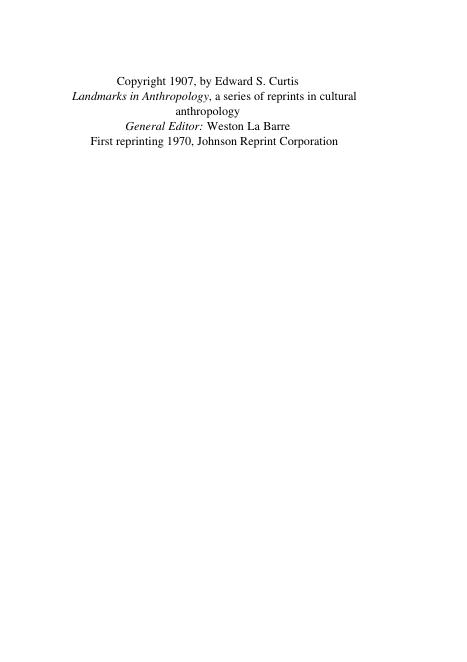 Copyright 1907, by Edward S. Curtis
Landmarks in Anthropology, a series of reprints in cultural
anthropology
General Editor: Weston La Barre
First reprinting 1970, Johnson Reprint Corporation